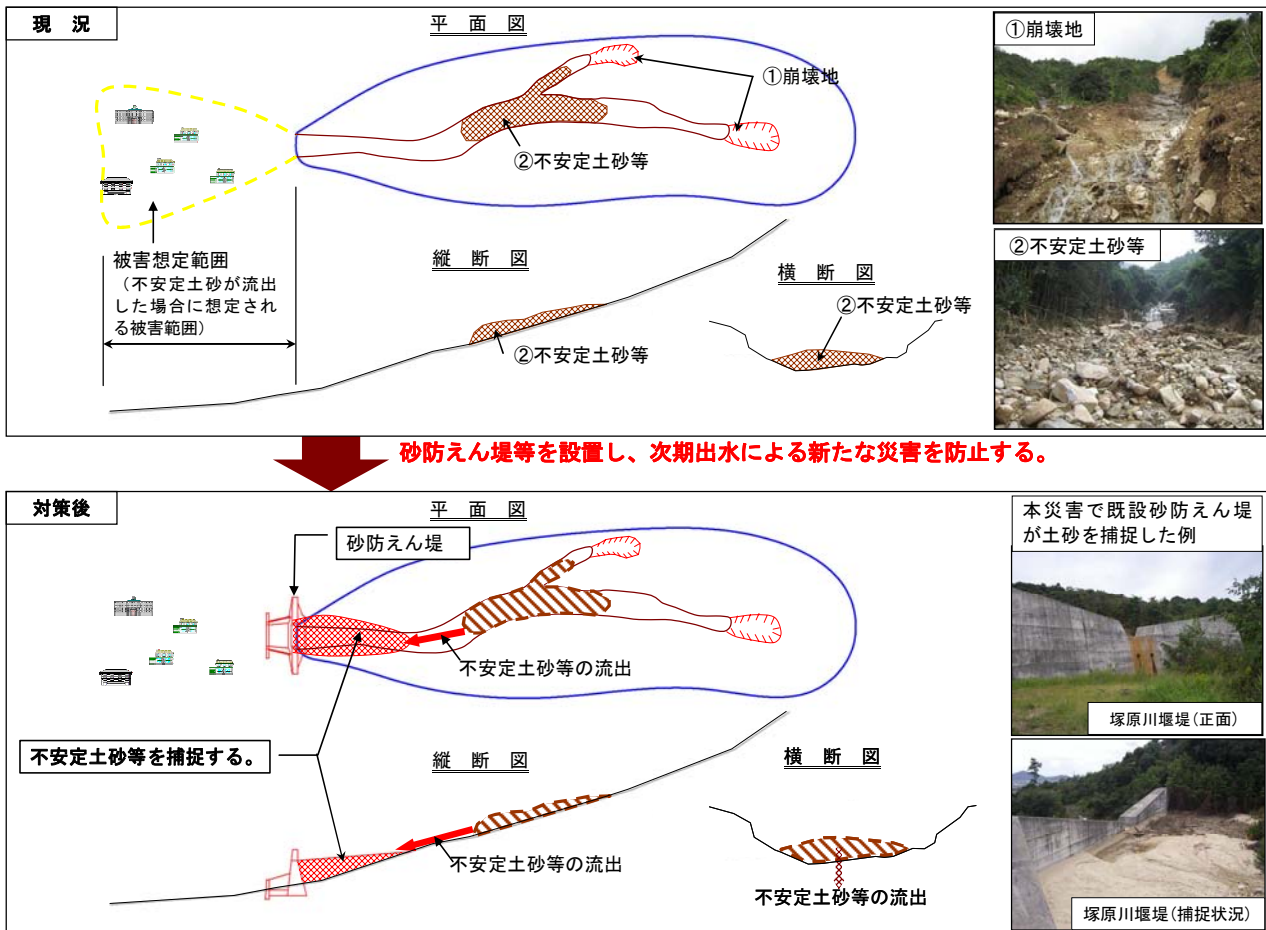 現　況
平　面　図
①崩壊地
②不安定土砂等
被害想定範囲
（不安定土砂が流出
した場合に想定され
る被害範囲）
縦　断　図
②不安定土砂等
横　断　図
②不安定土砂等
①崩壊地
②不安定土砂等
砂防えん堤等を設置し、次期出水による新たな災害を防止する。
対策後
平　面　図
砂防えん堤
不安定土砂等の流出
不安定土砂等を捕捉する。
縦　断　図
不安定土砂等の流出
横　断　図
不安定土砂等の流出
本災害で既設砂防えん堤
が土砂を捕捉した例
塚原川堰堤（正面）
塚原川堰堤（捕捉状況）